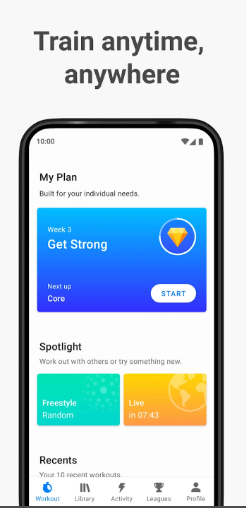 Train anytime,
anywhere
10:00
My Plan
Built for your individual needs.
Week 3
Get Strong
Next up
Core
START
Spotlight
Work out with others or try something new.
Freestyle
Random
Live
in 07:43
Recents
Your 10 recent workouts.
Workout
Library
Activity
Leagues
Profile